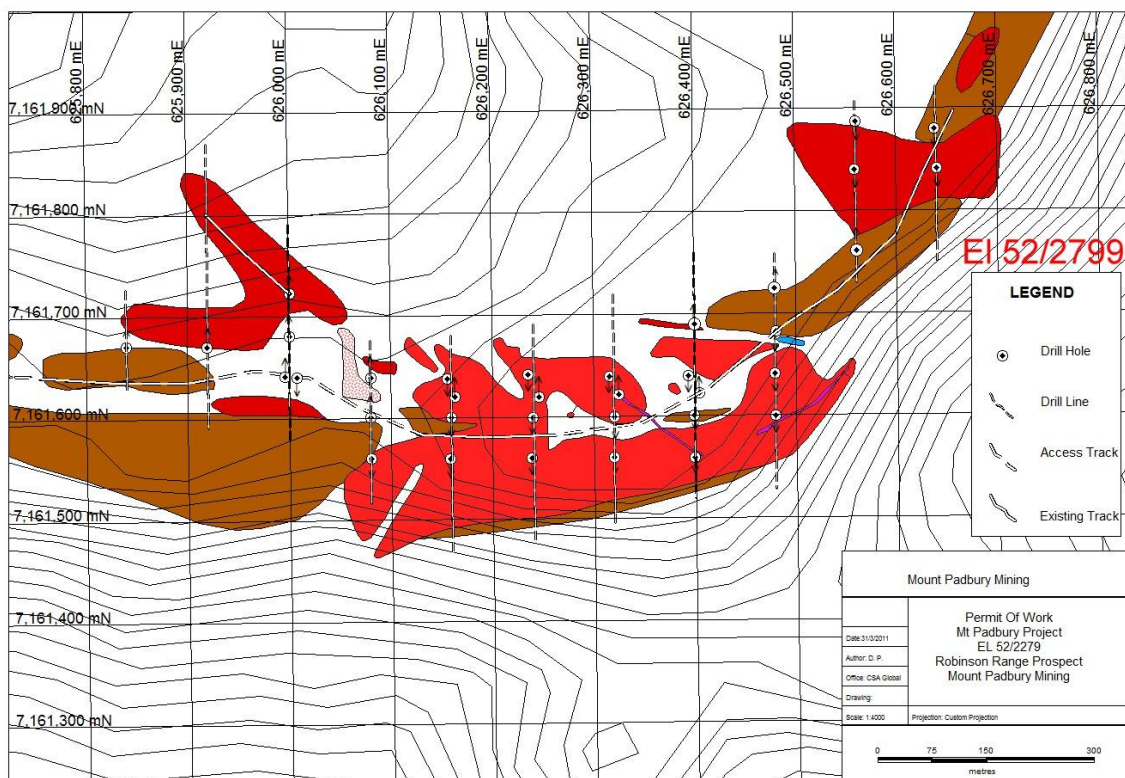 625,800 mE
625,900 mE
626,000 mE
626,100 mE
626,200 mE
626,300 mE
626,400 mE
626,500 mE
626,600 mE
626,700 mE
626,800 mE
7,161,900 mN
7,161,800 mN
7,161,700 mN
7,161,600 mN
7,161,500 mN
7,161,400 mN
7,161,300 mN
El 52/2799
LEGEND
Drill Hole
Drill Line
Access Track
Existing Track
Mount Padbury Mining
Date:31/3/2011
Author: D. P.
Office: CSA Global
Drawing:
Scale: 1:4000
Permit Of Work
Mt Padbury Project
EL 52/2279
Robinson Range Prospect
Mount Padbury Mining
Projection: Custom Projection
0 75 150 300
metres